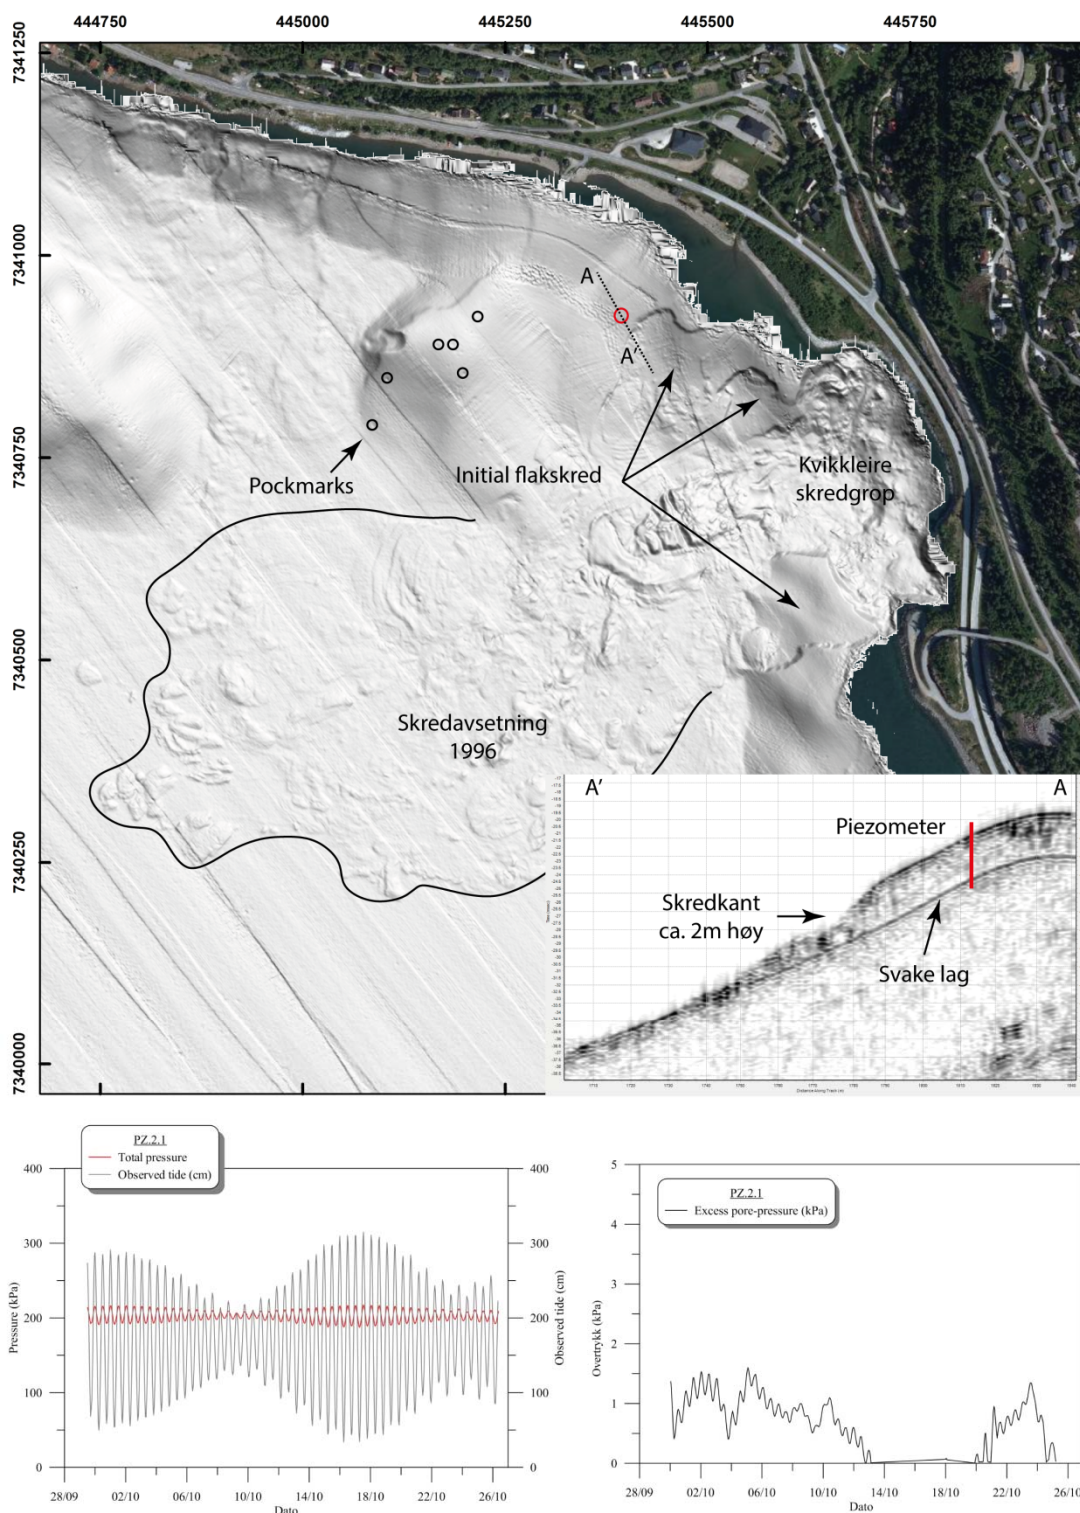 444750 445000 445250 445500 445750
7341250
7341000
7340750
7340500
7340250
7340000
A
A'
Pockmarks
Initial flakskred
Kvikkleire
skredgrop
Skredavsetning
1996
A' A
Piezometer
Skredkant
ca. 2m høy
Svake lag
Distance Along Track (m)
PZ.2.1
Total pressure
Observed tide (cm)
400 400
300 300
200 200
100 100
0 0
Pressure (kPa)
Observed tide (cm)
28/09 02/10 06/10 10/10 14/10 18/10 22/10 26/10
Dato
PZ.2.1
Excess pore-pressure (kPa)
5
4
3
2
1
0
Overtrykk (kPa)
28/09 02/10 06/10 10/10 14/10 18/10 22/10 26/10
Dato